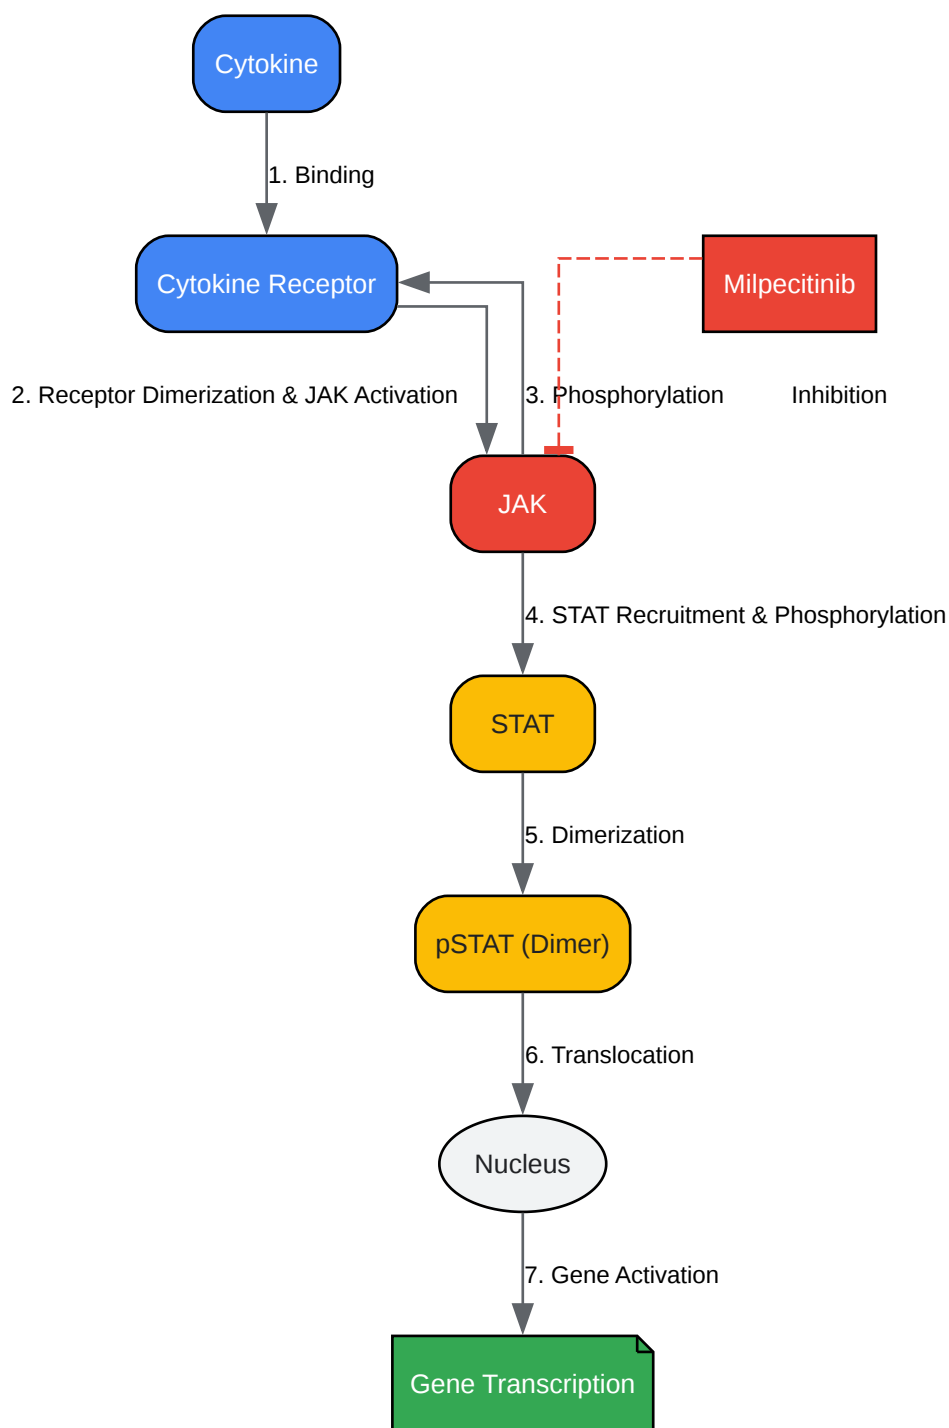 Cytokine
1. Binding
Cytokine Receptor
Milpecitinib
2. Receptor Dimerization & JAK Activation
3. Phosphorylation
Inhibition
JAK
4. STAT Recruitment & Phosphorylation
STAT
5. Dimerization
pSTAT (Dimer)
6. Translocation
Nucleus
7. Gene Activation
Gene Transcription